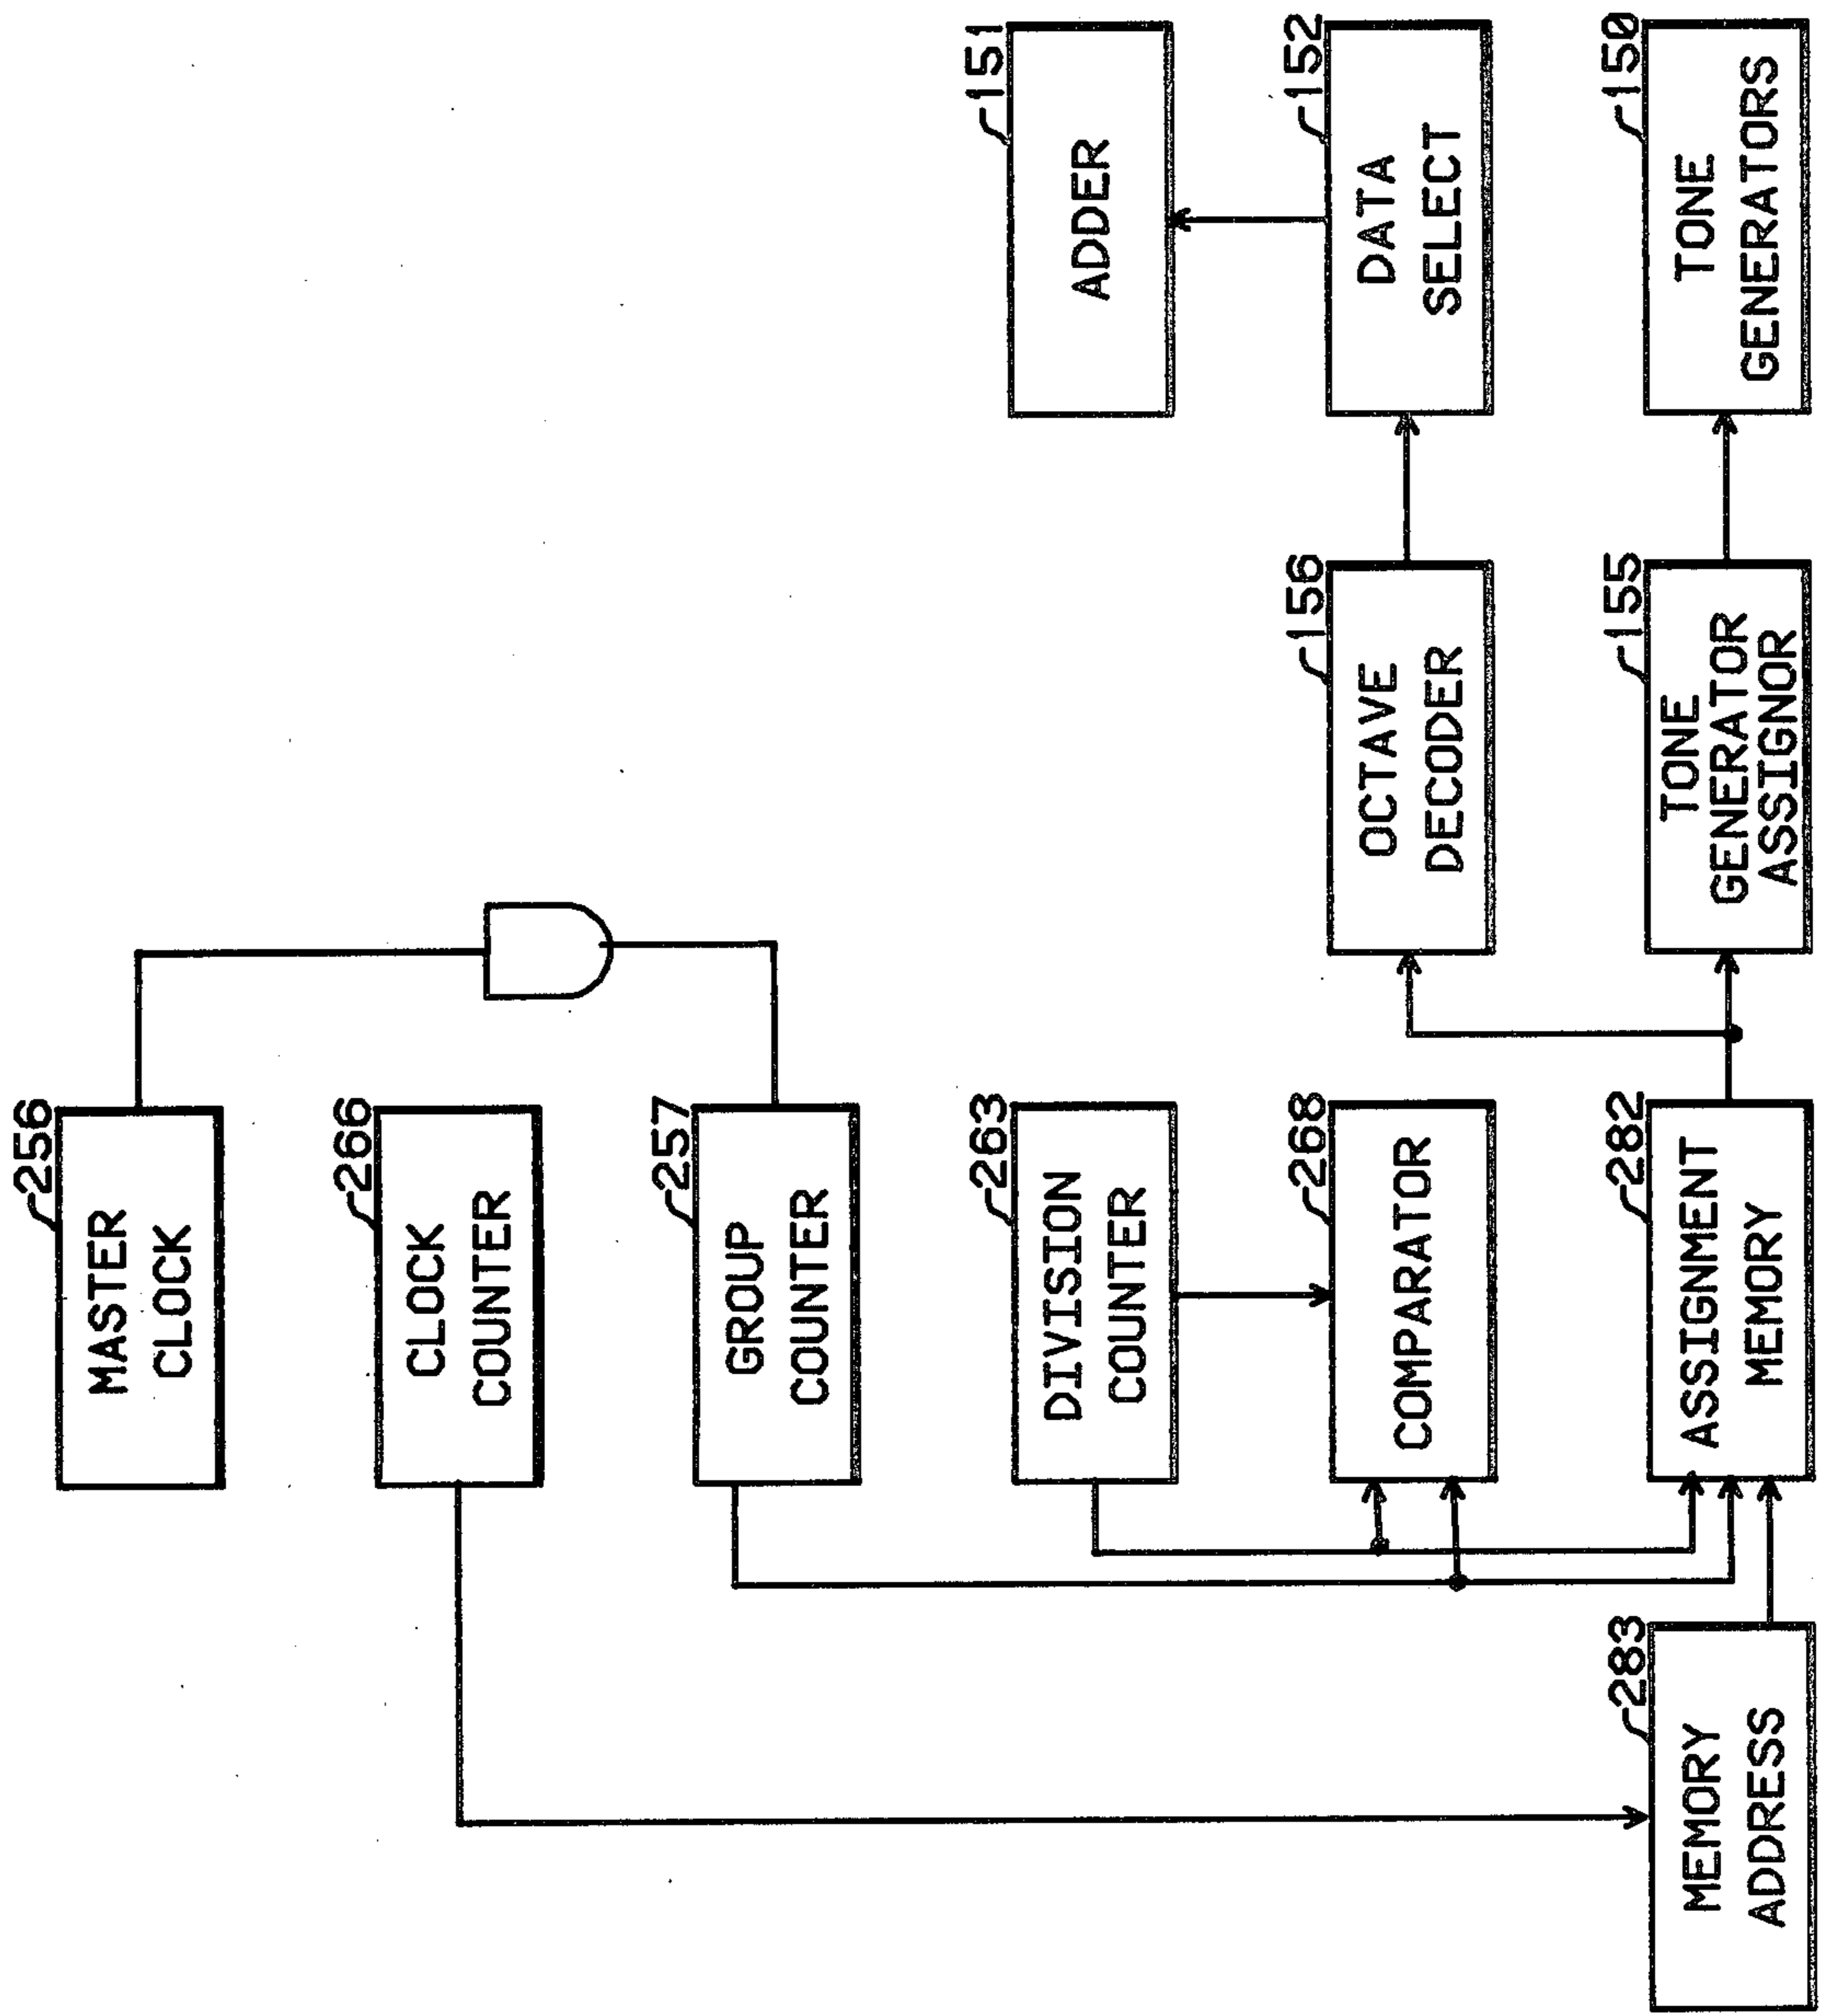 256
MASTER
CLOCK
266
CLOCK
COUNTER
257
GROUP
COUNTER
263
DIVISION
COUNTER
268
COMPARATOR
282
ASSIGNMENT
MEMORY
283
MEMORY
ADDRESS
156
OCTAVE
DECODER
155
TONE
GENERATOR
ASSIGNOR
151
ADDER
152
DATA
SELECT
150
TONE
GENERATORS